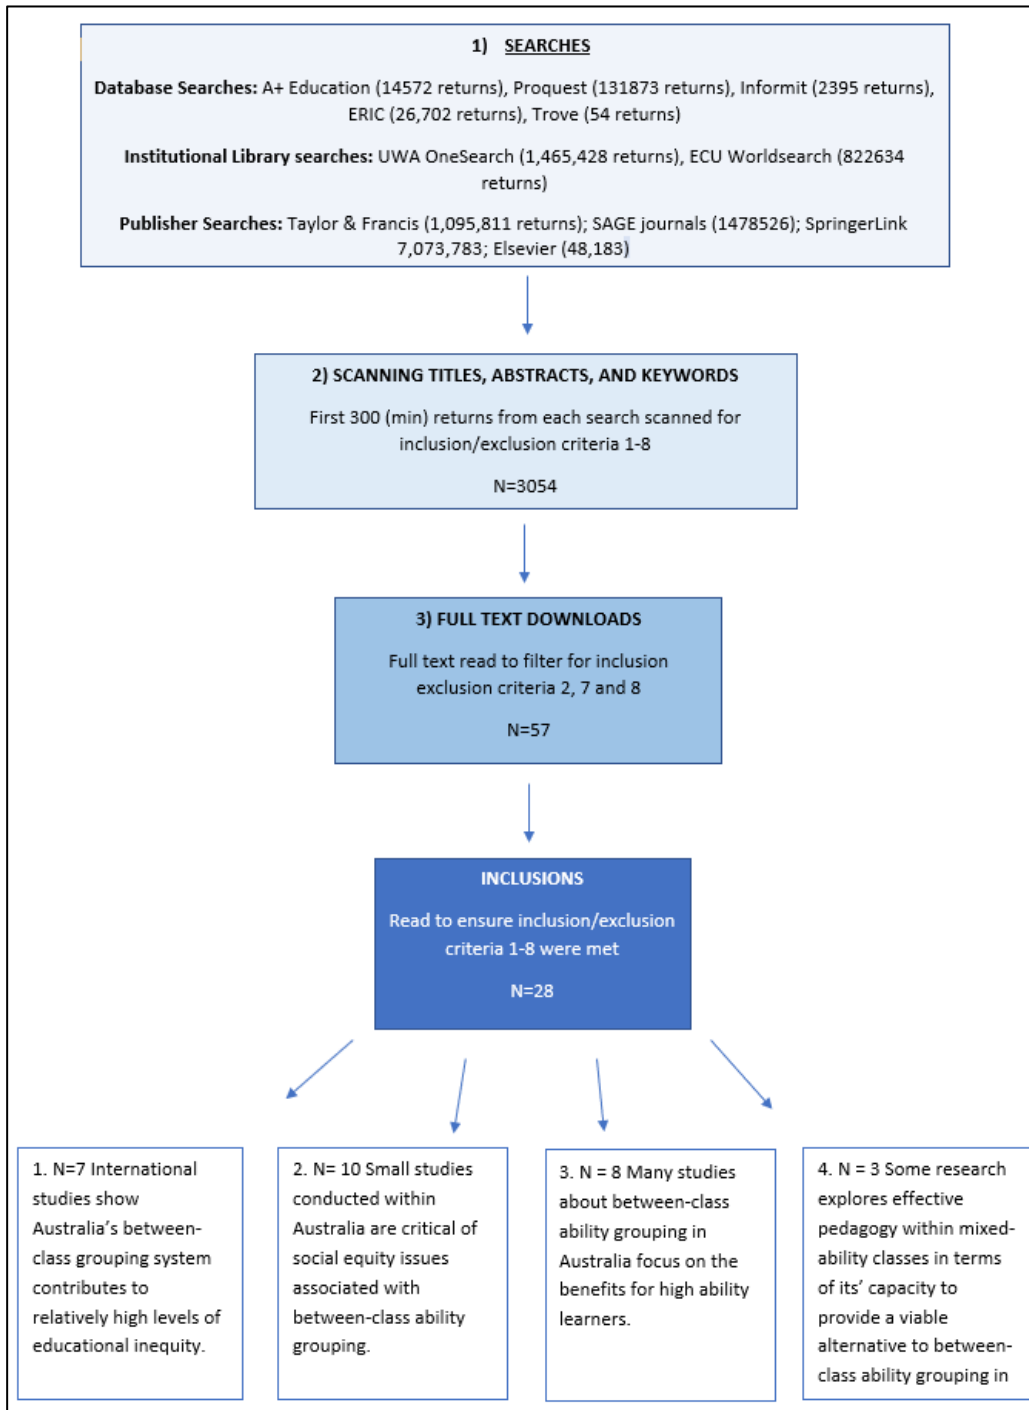 1) SEARCHES
Database Searches: A+ Education (14572 returns), Proquest (131873 returns), Informit (2395 returns),
ERIC (26,702 returns), Trove (54 returns)
Institutional Library searches: UWA OneSearch (1,465,428 returns), ECU Worldsearch (822634
returns)
Publisher Searches: Taylor & Francis (1,095,811 returns); SAGE journals (1478526); SpringerLink
7,073,783; Elsevier (48,183)
2) SCANNING TITLES, ABSTRACTS, AND KEYWORDS
First 300 (min) returns from each search scanned for
inclusion/exclusion criteria 1-8
N=3054
3) FULL TEXT DOWNLOADS
Full text read to filter for inclusion
exclusion criteria 2, 7 and 8
N=57
INCLUSIONS
Read to ensure inclusion/exclusion
criteria 1-8 were met
N=28
1. N=7 International
studies show
Australia's between-
class grouping system
contributes to
relatively high levels of
educational inequity.
2. N= 10 Small studies
conducted within
Australia are critical of
social equity issues
associated with
between-class ability
grouping.
3. N = 8 Many studies
about between-class
ability grouping in
Australia focus on the
benefits for high ability
learners.
4. N = 3 Some research
explores effective
pedagogy within mixed-
ability classes in terms
of its' capacity to
provide a viable
alternative to between-
class ability grouping in